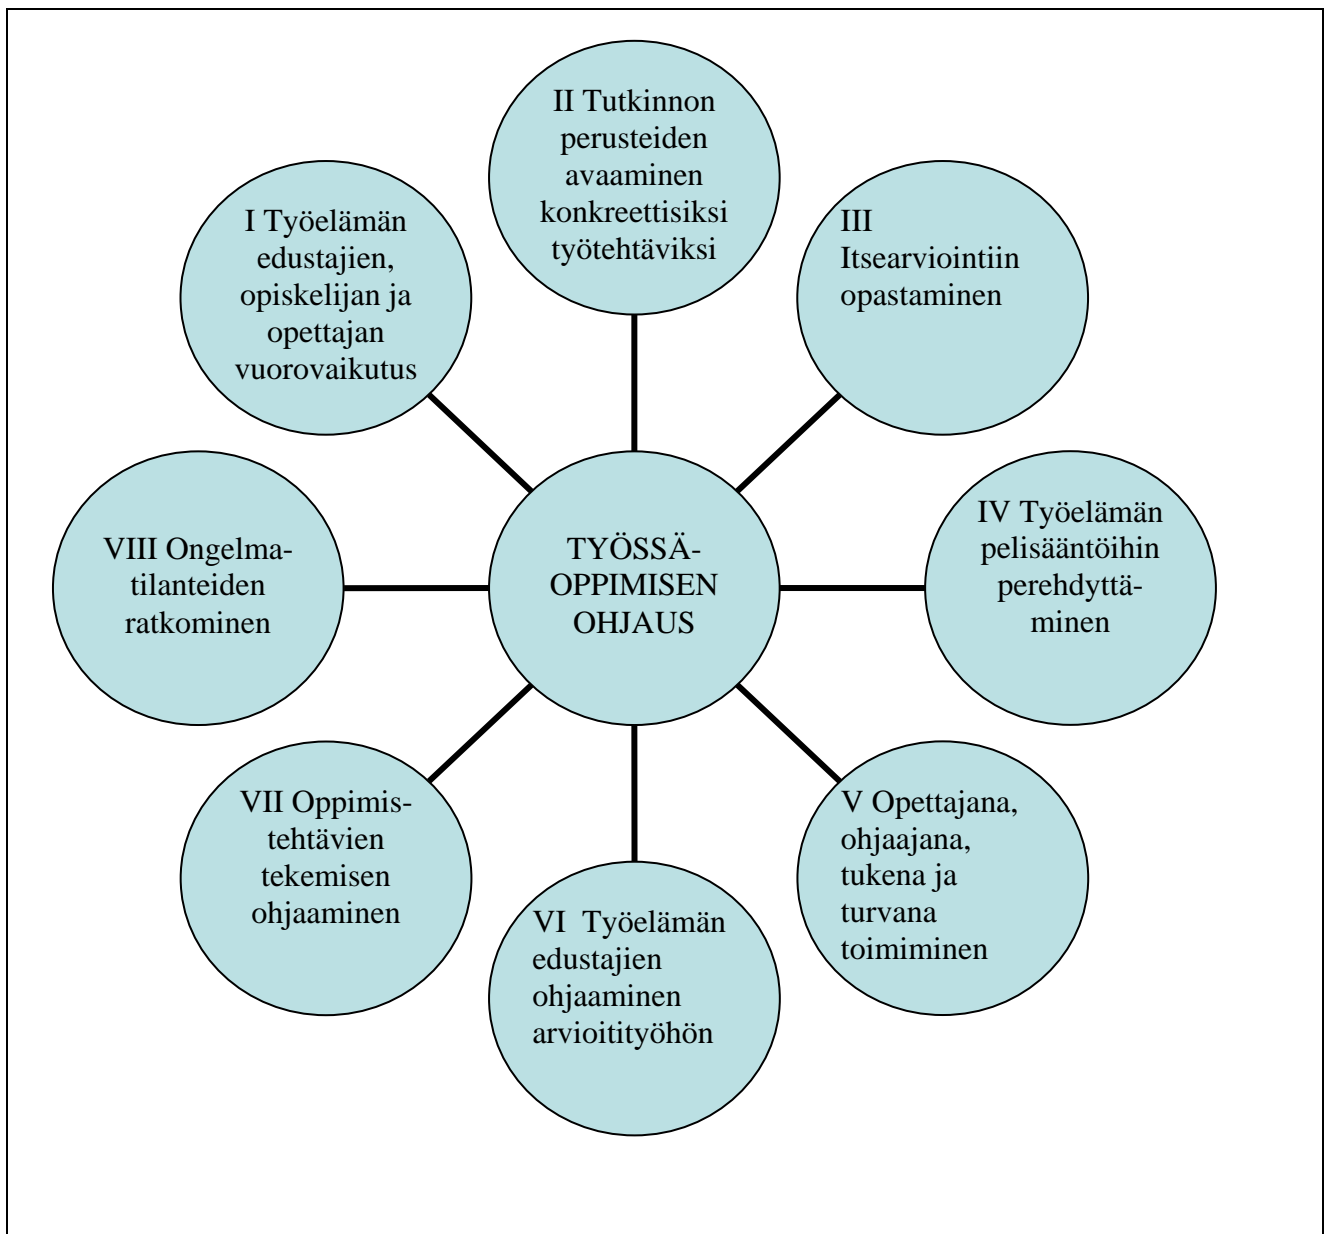 II Tutkinnon
perusteiden
avaaminen
konkreettisiksi
työtehtäviksi
I Työelämän
edustajien,
opiskelijan ja
opettajan
vuorovaikutus
III
Itsearviointiin
opastaminen
VIII Ongelma-
tilanteiden
ratkominen
TYÖSSÄ-
OPPIMISEN
OHJAUS
IV Työelämän
pelisääntöihin
perehdyttä-
minen
VII Oppimis-
tehtävien
tekemisen
ohjaaminen
V Opettajana,
ohjaajana,
tukena ja
turvana
toimiminen
VI Työelämän
edustajien
ohjaaminen
arvioitityöhön